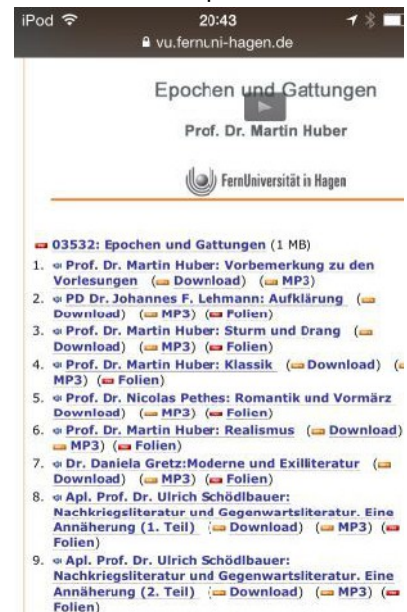 iPod 20:43
vu.fernuni-hagen.de
Epochen und Gattungen
Prof. Dr. Martin Huber
FernUniversität in Hagen
03532: Epochen und Gattungen (1 MB)
1. Prof. Dr. Martin Huber: Vorbemerkung zu den
Vorlesungen (Download) (MP3)
2. PD Dr. Johannes F. Lehmann: Aufklärung (
Download) (MP3) (Folien)
3. Prof. Dr. Martin Huber: Sturm und Drang (
Download) (MP3) (Folien)
4. Prof. Dr. Martin Huber: Klassik (Download) (
MP3) (Folien)
5. Prof. Dr. Nicolas Pethes: Romantik und Vormärz
Download) (MP3) (Folien)
6. Prof. Dr. Martin Huber: Realismus (Download)
MP3) (Folien)
7. Dr. Daniela Gretz:Moderne und Exilliteratur (
Download) (MP3) (Folien)
8. Apl. Prof. Dr. Ulrich Schödlbauer:
Nachkriegsliteratur und Gegenwartsliteratur. Eine
Annäherung (1. Teil) (Download) (MP3) (
Folien)
9. Apl. Prof. Dr. Ulrich Schödlbauer:
Nachkriegsliteratur und Gegenwartsliteratur. Eine
Annäherung (2. Teil) (Download) (MP3) (
Folien)